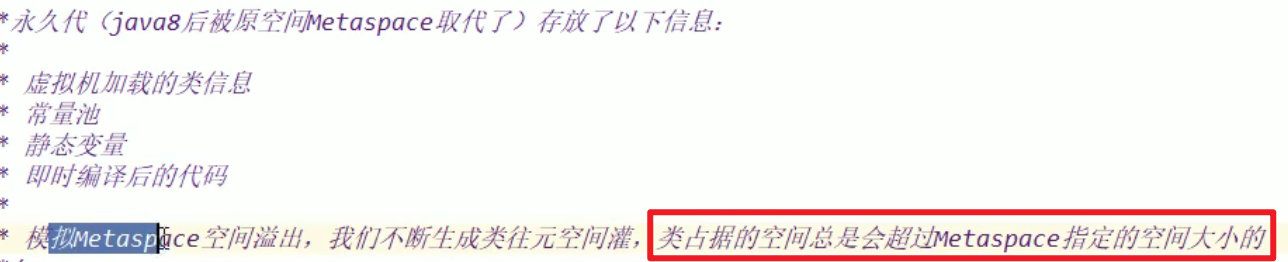 *永久代（java8后被原空间Metaspace取代了）存放了以下信息：
*
* 虚拟机加载的类信息
* 常量池
* 静态变量
* 即时编译后的代码
*
* 模拟Metaspace空间溢出，我们不断生成类往元空间灌，类占据的空间总是会超过Metaspace指定的空间大小的